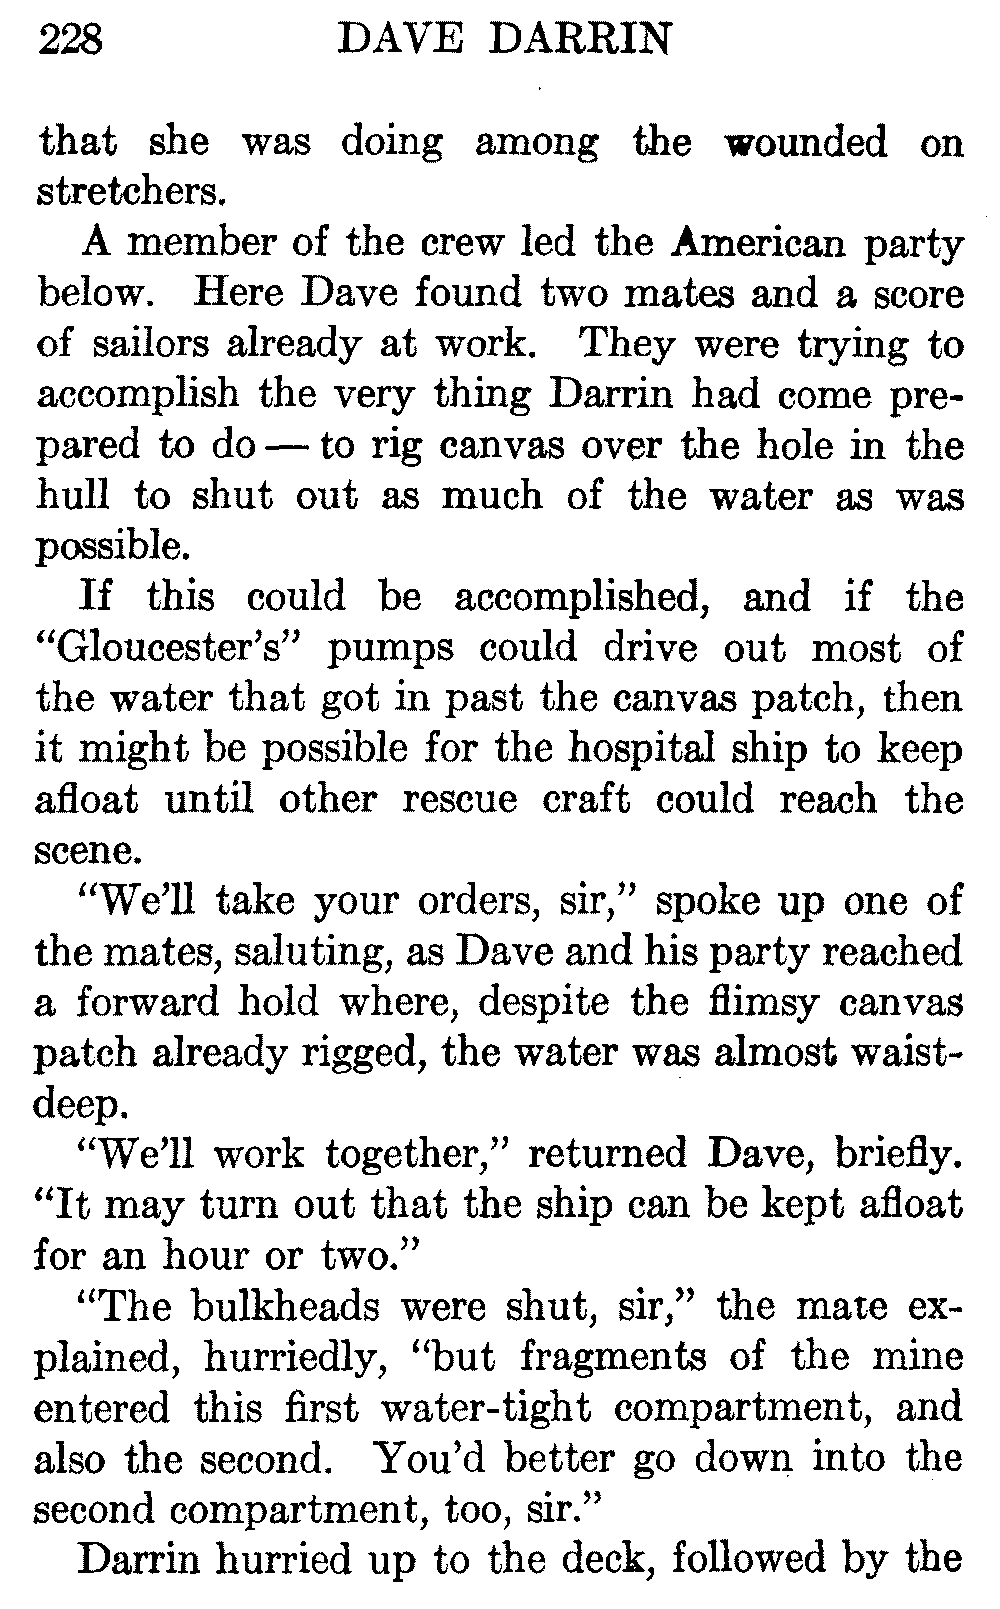 228 DAVE DARRIN
that she was doing among the wounded on
stretchers.
A member of the crew led the American party
below. Here Dave found two mates and a score
of sailors already at work. They were trying to
accomplish the very thing Darrin had come pre-
pared to do — to rig canvas over the hole in the
hull to shut out as much of the water as was
possible.
If this could be accomplished, and if the
“Gloucester’s” pumps could drive out most of
the water that got in past the canvas patch, then
it might be possible for the hospital ship to keep
afloat until other rescue craft could reach the
scene.
“We’ll take your orders, sir,” spoke up one of
the mates, saluting, as Dave and his party reached
a forward hold where, despite the flimsy canvas
patch already rigged, the water was almost waist-
deep.
“We’ll work together,” returned Dave, briefly.
“It may turn out that the ship can be kept afloat
for an hour or two.”
“The bulkheads were shut, sir,” the mate ex-
plained, hurriedly, “but fragments of the mine
entered this first water-tight compartment, and
also the second. You’d better go down into the
second compartment, too, sir.”
Darrin hurried up to the deck, followed by the